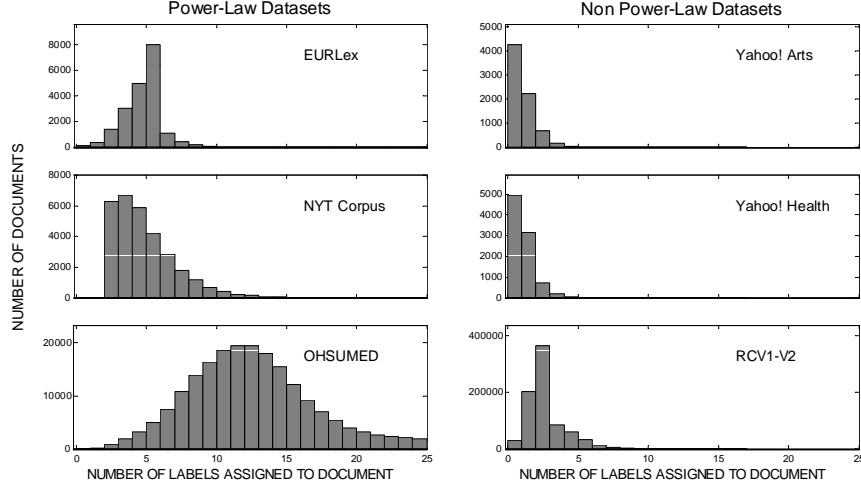 Power-Law Datasets
Non Power-Law Datasets
NUMBER OF DOCUMENTS
EURLex
8000
6000
4000
2000
0
Yahoo! Arts
5000
4000
3000
2000
1000
0
NYT Corpus
8000
6000
4000
2000
0
Yahoo! Health
5000
4000
3000
2000
1000
0
OHSUMED
20000
10000
0
0 5 10 15 20 25
NUMBER OF LABELS ASSIGNED TO DOCUMENT
RCV1-V2
400000
200000
0
0 5 10 15 20 25
NUMBER OF LABELS ASSIGNED TO DOCUMENT